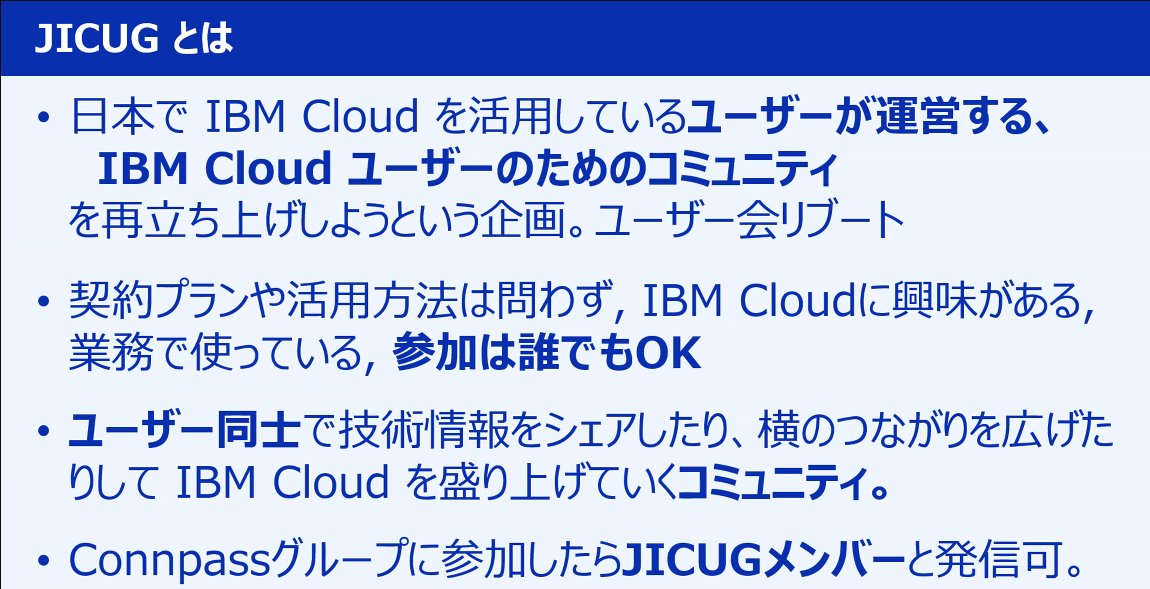 JICUG とは
• 日本で IBM Cloud を活用しているユーザーが運営する、
IBM Cloud ユーザーのためのコミュニティ
を再立ち上げしようという企画。ユーザー会リブート
• 契約プランや活用方法は問わず, IBM Cloudに興味がある,
業務で使っている, 参加は誰でもOK
• ユーザー同士で技術情報をシェアしたり、横のつながりを広げた
りして IBM Cloud を盛り上げていくコミュニティ。
• Connpassグループに参加したらJICUGメンバーと発信可。